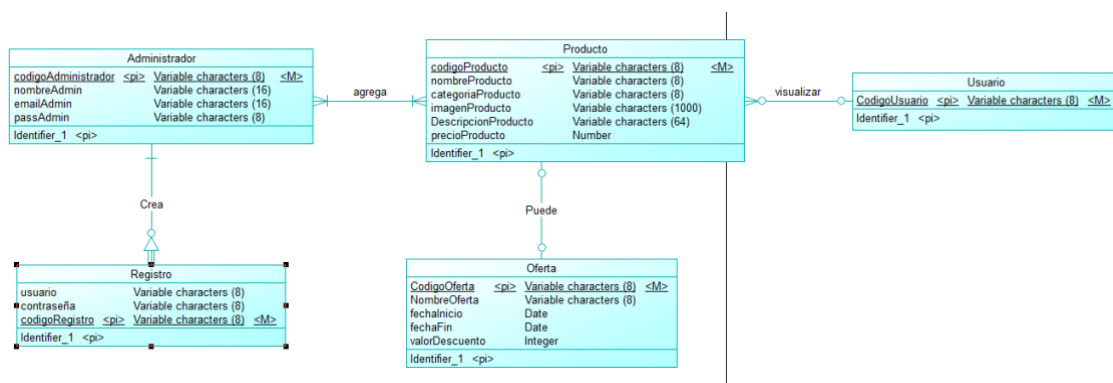 Administrador
codigoAdministrador <pi> Variable characters (8) <M>
nombreAdmin Variable characters (16)
emailAdmin Variable characters (16)
passAdmin Variable characters (8)
Identifier_1 <pi>
agrega
Producto
codigoProducto <pi> Variable characters (8) <M>
nombreProducto Variable characters (8)
categoriaProducto Variable characters (8)
imagenProducto Variable characters (1000)
DescripcionProducto Variable characters (64)
precioProducto Number
Identifier_1 <pi>
visualizar
Usuario
CodigoUsuario <pi> Variable characters (8) <M>
Identifier_1 <pi>
Crea
Puede
Registro
usuario Variable characters (8)
contraseña Variable characters (8)
codigoRegistro <pi> Variable characters (8) <M>
Identifier_1 <pi>
Oferta
CodigoOferta <pi> Variable characters (8) <M>
NombreOferta Variable characters (8)
fechaInicio Date
fechaFin Date
valorDescuento Integer
Identifier_1 <pi>